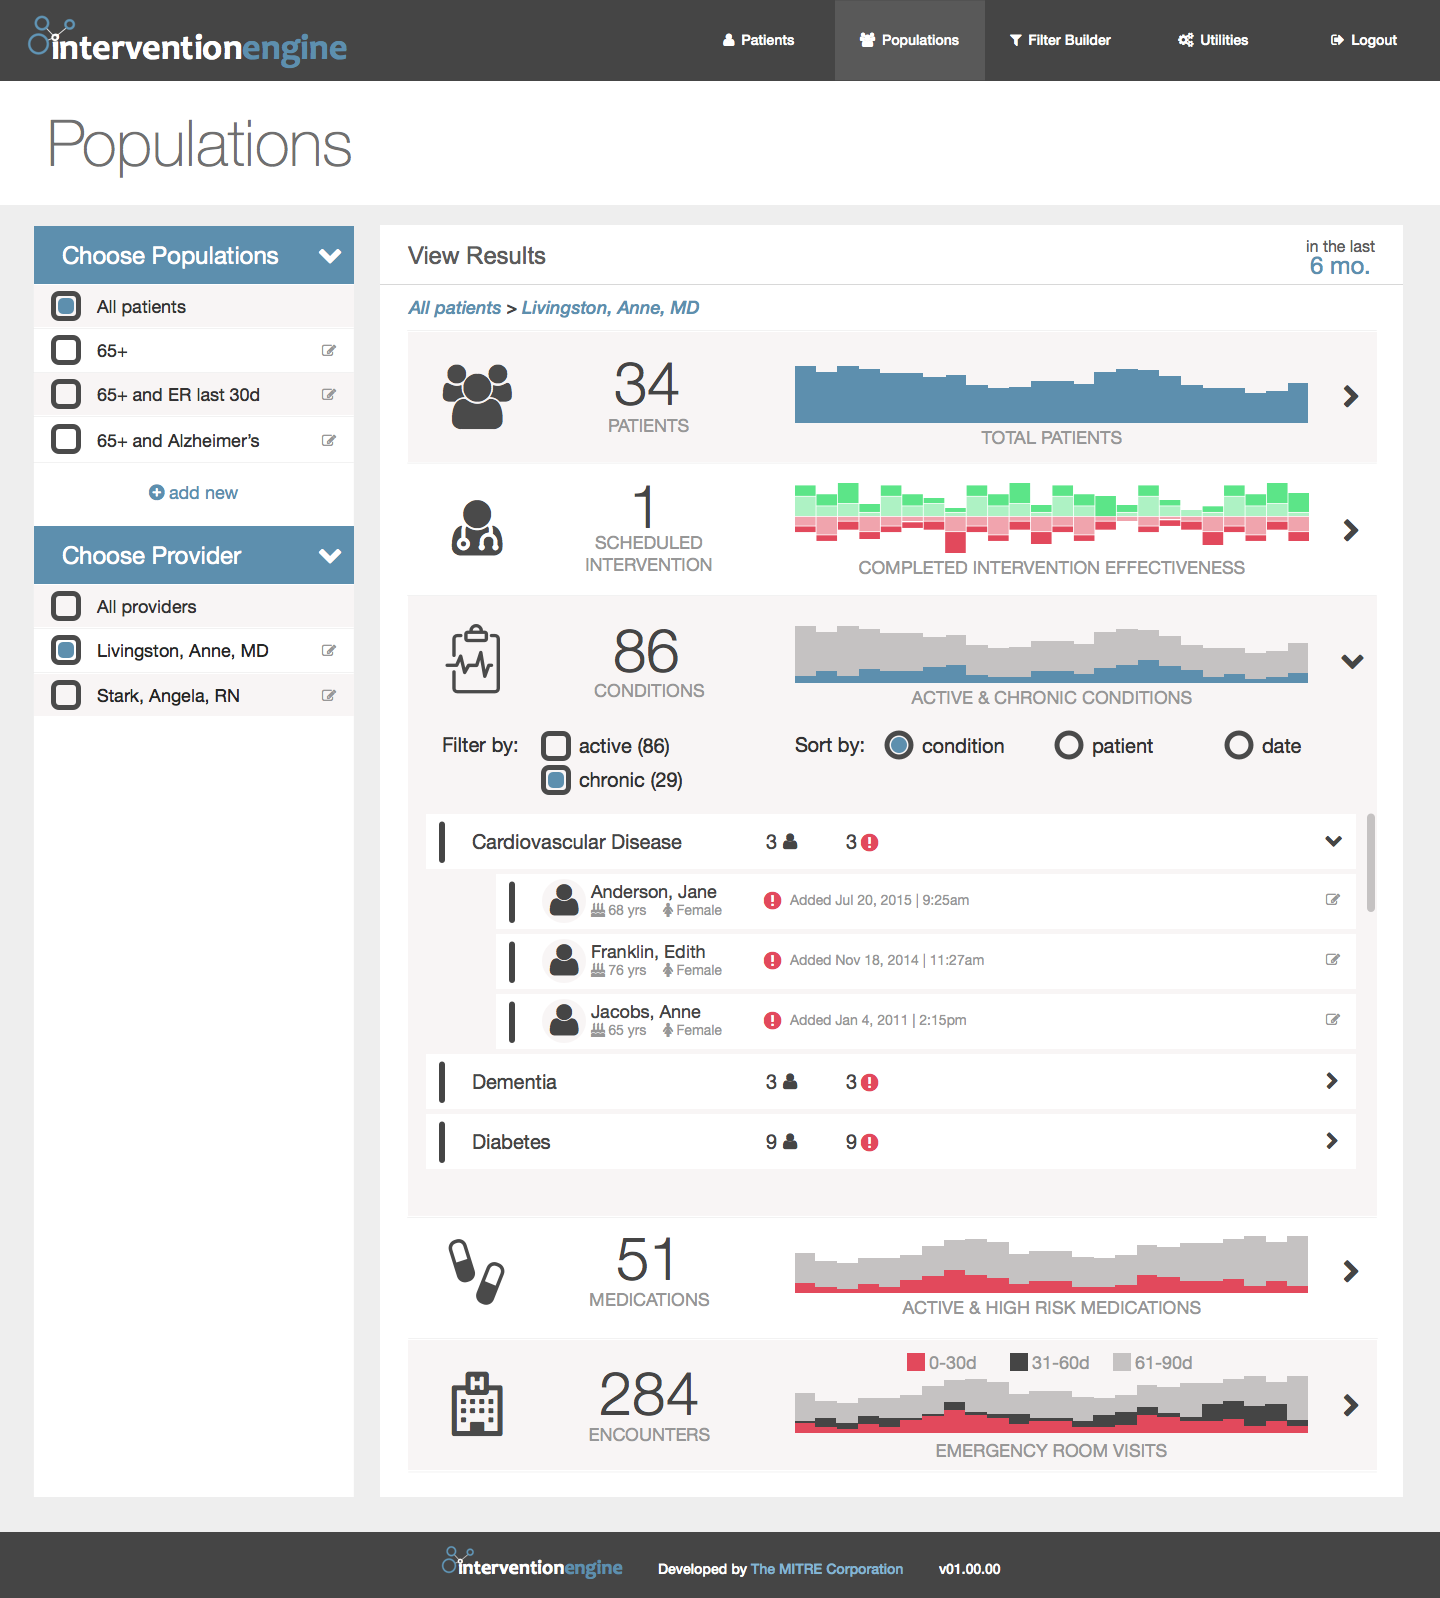 interventionengine
Patients
Populations
Filter Builder
Utilities
Logout
Populations
Choose Populations
All patients
65+
65+ and ER last 30d
65+ and Alzheimer's
add new
Choose Provider
All providers
Livingston, Anne, MD
Stark, Angela, RN
View Results
in the last
6 mo.
All patients > Livingston, Anne, MD
34
PATIENTS
TOTAL PATIENTS
1
SCHEDULED
INTERVENTION
COMPLETED INTERVENTION EFFECTIVENESS
86
CONDITIONS
ACTIVE & CHRONIC CONDITIONS
Filter by:
active (86)
chronic (29)
Sort by:
condition
patient
date
Cardiovascular Disease 3 3
Anderson, Jane
68 yrs Female
Added Jul 20, 2015 | 9:25am
Franklin, Edith
76 yrs Female
Added Nov 18, 2014 | 11:27am
Jacobs, Anne
65 yrs Female
Added Jan 4, 2011 | 2:15pm
Dementia 3 3
Diabetes 9 9
51
MEDICATIONS
ACTIVE & HIGH RISK MEDICATIONS
H
284
ENCOUNTERS
0-30d 31-60d 61-90d
EMERGENCY ROOM VISITS
interventionengine
Developed by The MITRE Corporation
v01.00.00